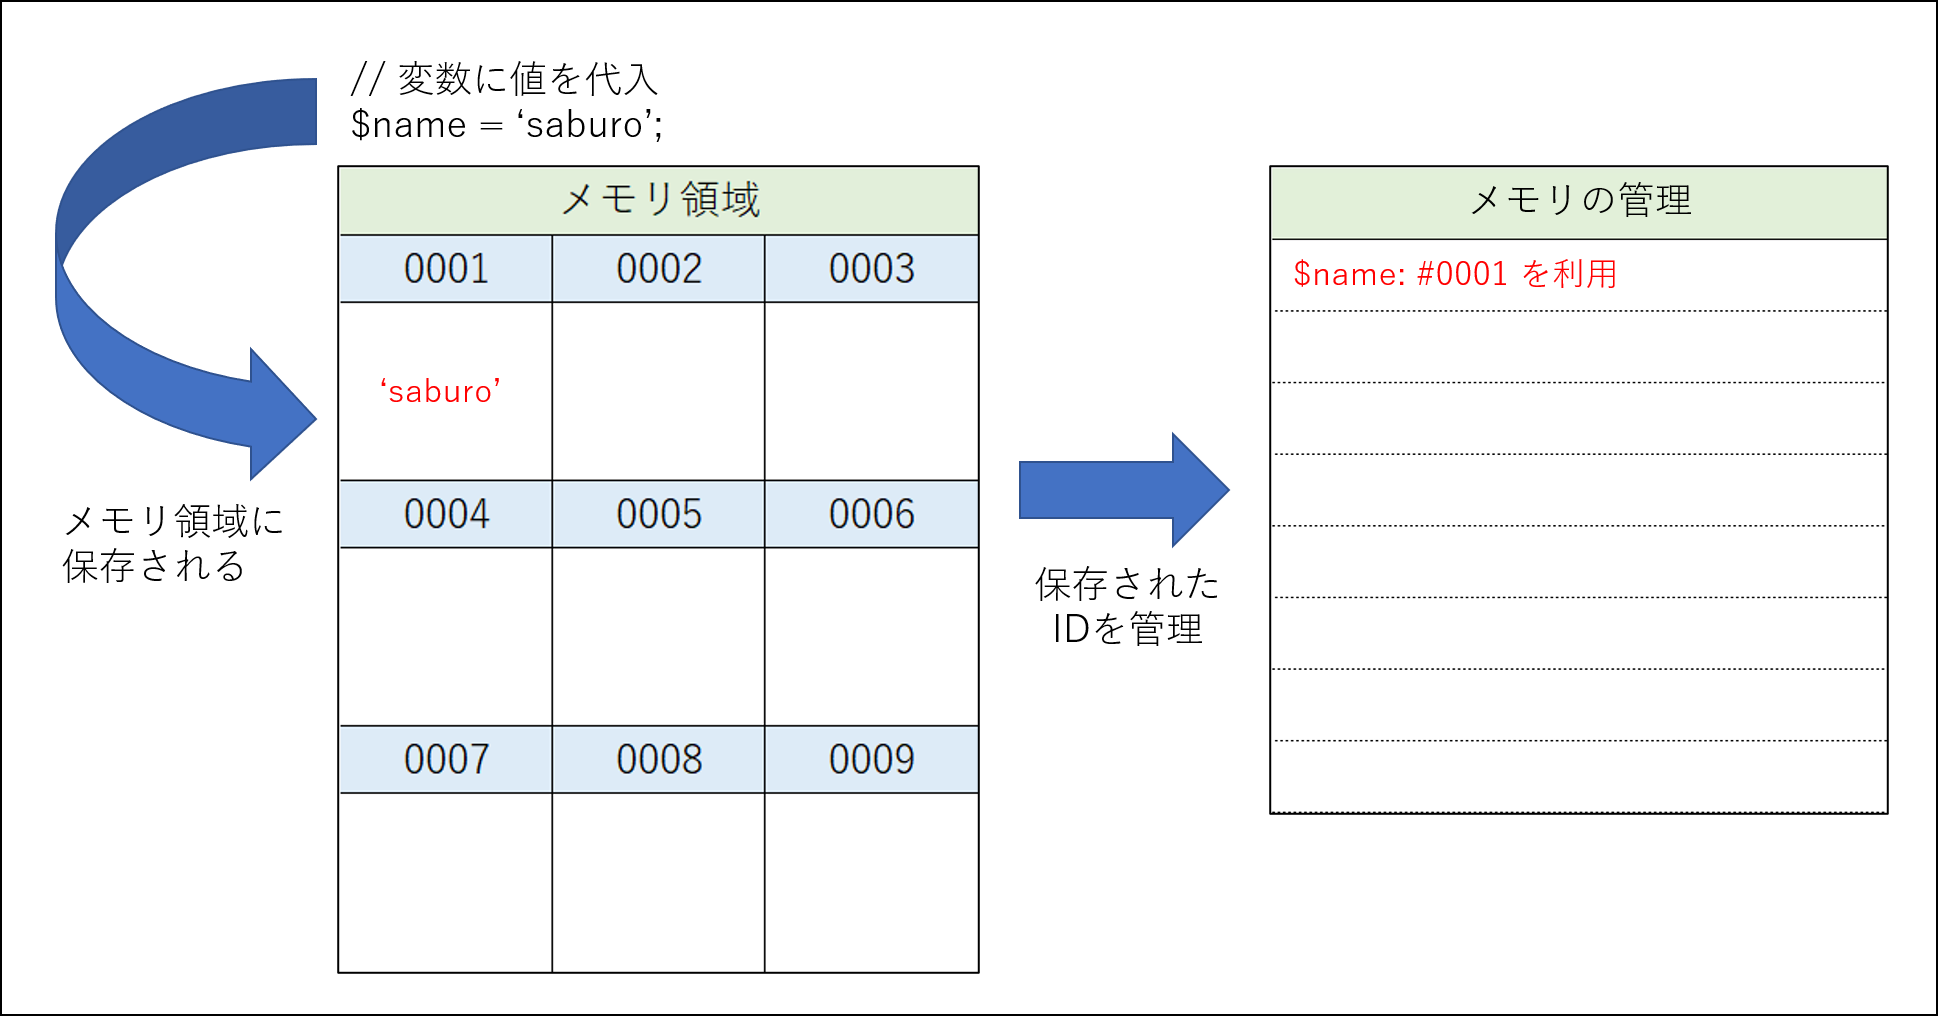 // 変数に値を代入
$name = ‘saburo’;
メモリ領域
0001 0002 0003
‘saburo’
0004 0005 0006
0007 0008 0009
メモリ領域に
保存される
保存された
IDを管理
メモリの管理
$name: #0001 を利用